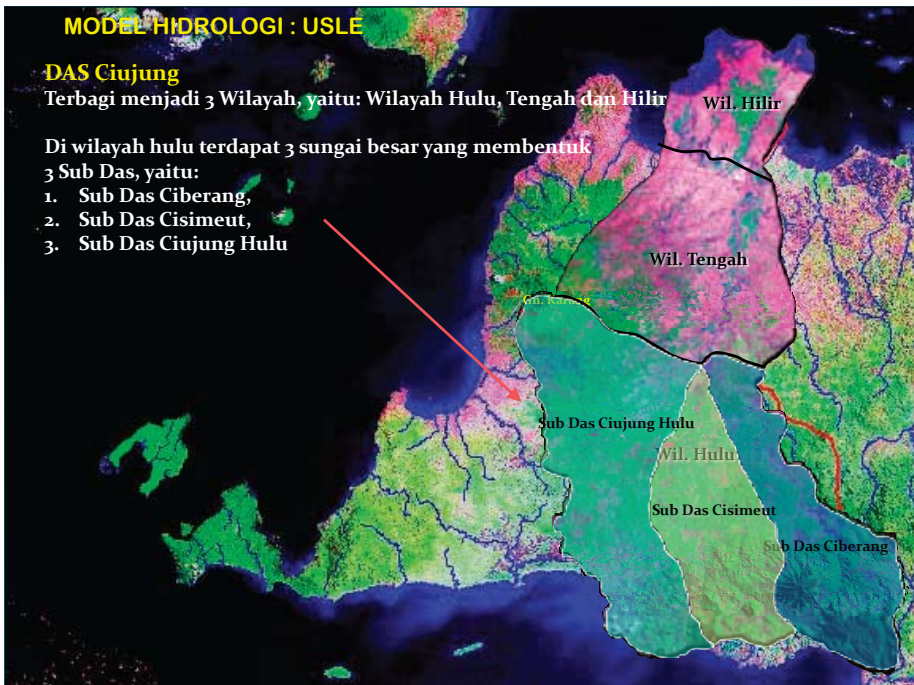 MODEL HIDROLOGI : USLE
DAS Ciujung
Terbagi menjadi 3 Wilayah, yaitu: Wilayah Hulu, Tengah dan Hilir
Di wilayah hulu terdapat 3 sungai besar yang membentuk
3 Sub Das, yaitu:
1. Sub Das Ciberang,
2. Sub Das Cisimeut,
3. Sub Das Ciujung Hulu
Wil. Hilir
Wil. Tengah
Gn. Karang
Sub Das Ciujung Hulu
Wil. Hulu
Sub Das Cisimeut
Sub Das Ciberang